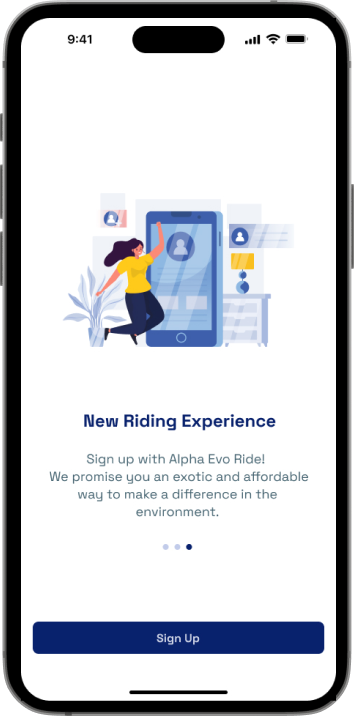 9:41
New Riding Experience
Sign up with Alpha Evo Ride!
We promise you an exotic and affordable
way to make a difference in the
environment.
Sign Up